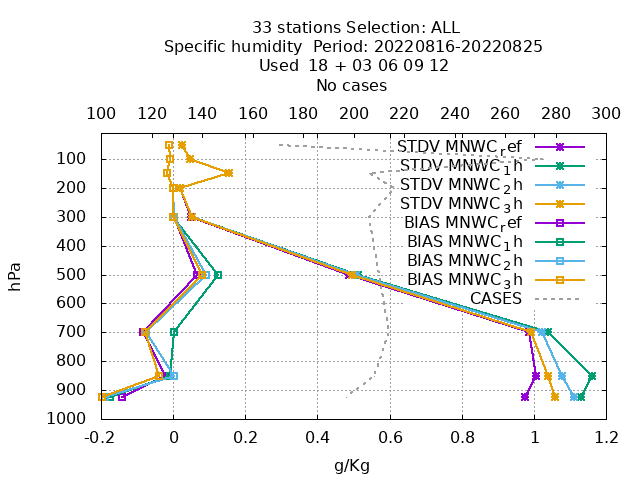 33 stations Selection: ALL
Specific humidity  Period: 20220816-20220825
Used  18 + 03 06 09 12
No cases
100 120 140 160 180 200 220 240 260 280 300
STDV MNWC_ref
STDV MNWC_1h
STDV MNWC_2h
STDV MNWC_3h
BIAS MNWC_ref
BIAS MNWC_1h
BIAS MNWC_2h
BIAS MNWC_3h
CASES
100
200
300
400
500
600
700
800
900
1000
hPa
-0.2 0 0.2 0.4 0.6 0.8 1 1.2
g/Kg